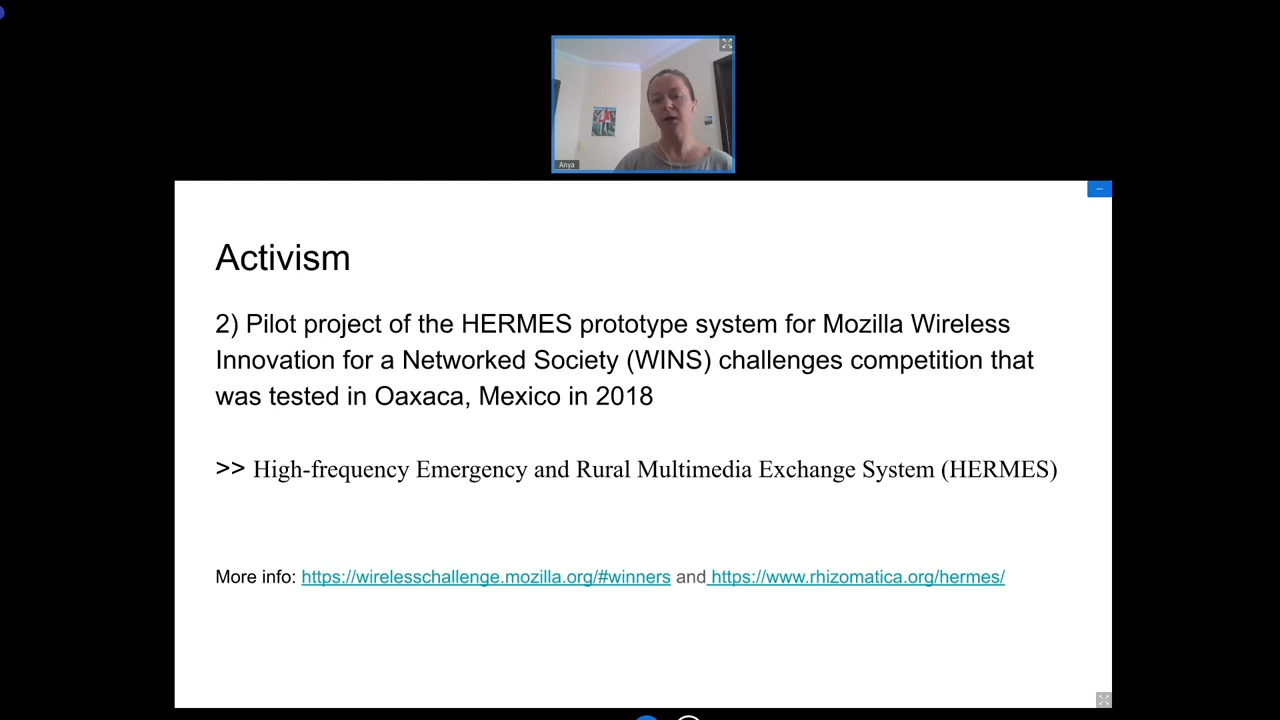 Anya
Activism
2) Pilot project of the HERMES prototype system for Mozilla Wireless
Innovation for a Networked Society (WINS) challenges competition that
was tested in Oaxaca, Mexico in 2018
>> High-frequency Emergency and Rural Multimedia Exchange System (HERMES)
More info: https://wirelesschallenge.mozilla.org/#winners and https://www.rhizomatica.org/hermes/